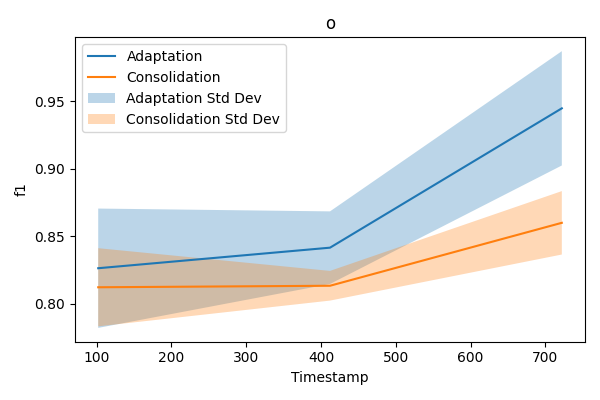 o
Adaptation
Consolidation
Adaptation Std Dev
Consolidation Std Dev
f1
0.95
0.90
0.85
0.80
100 200 300 400 500 600 700
Timestamp